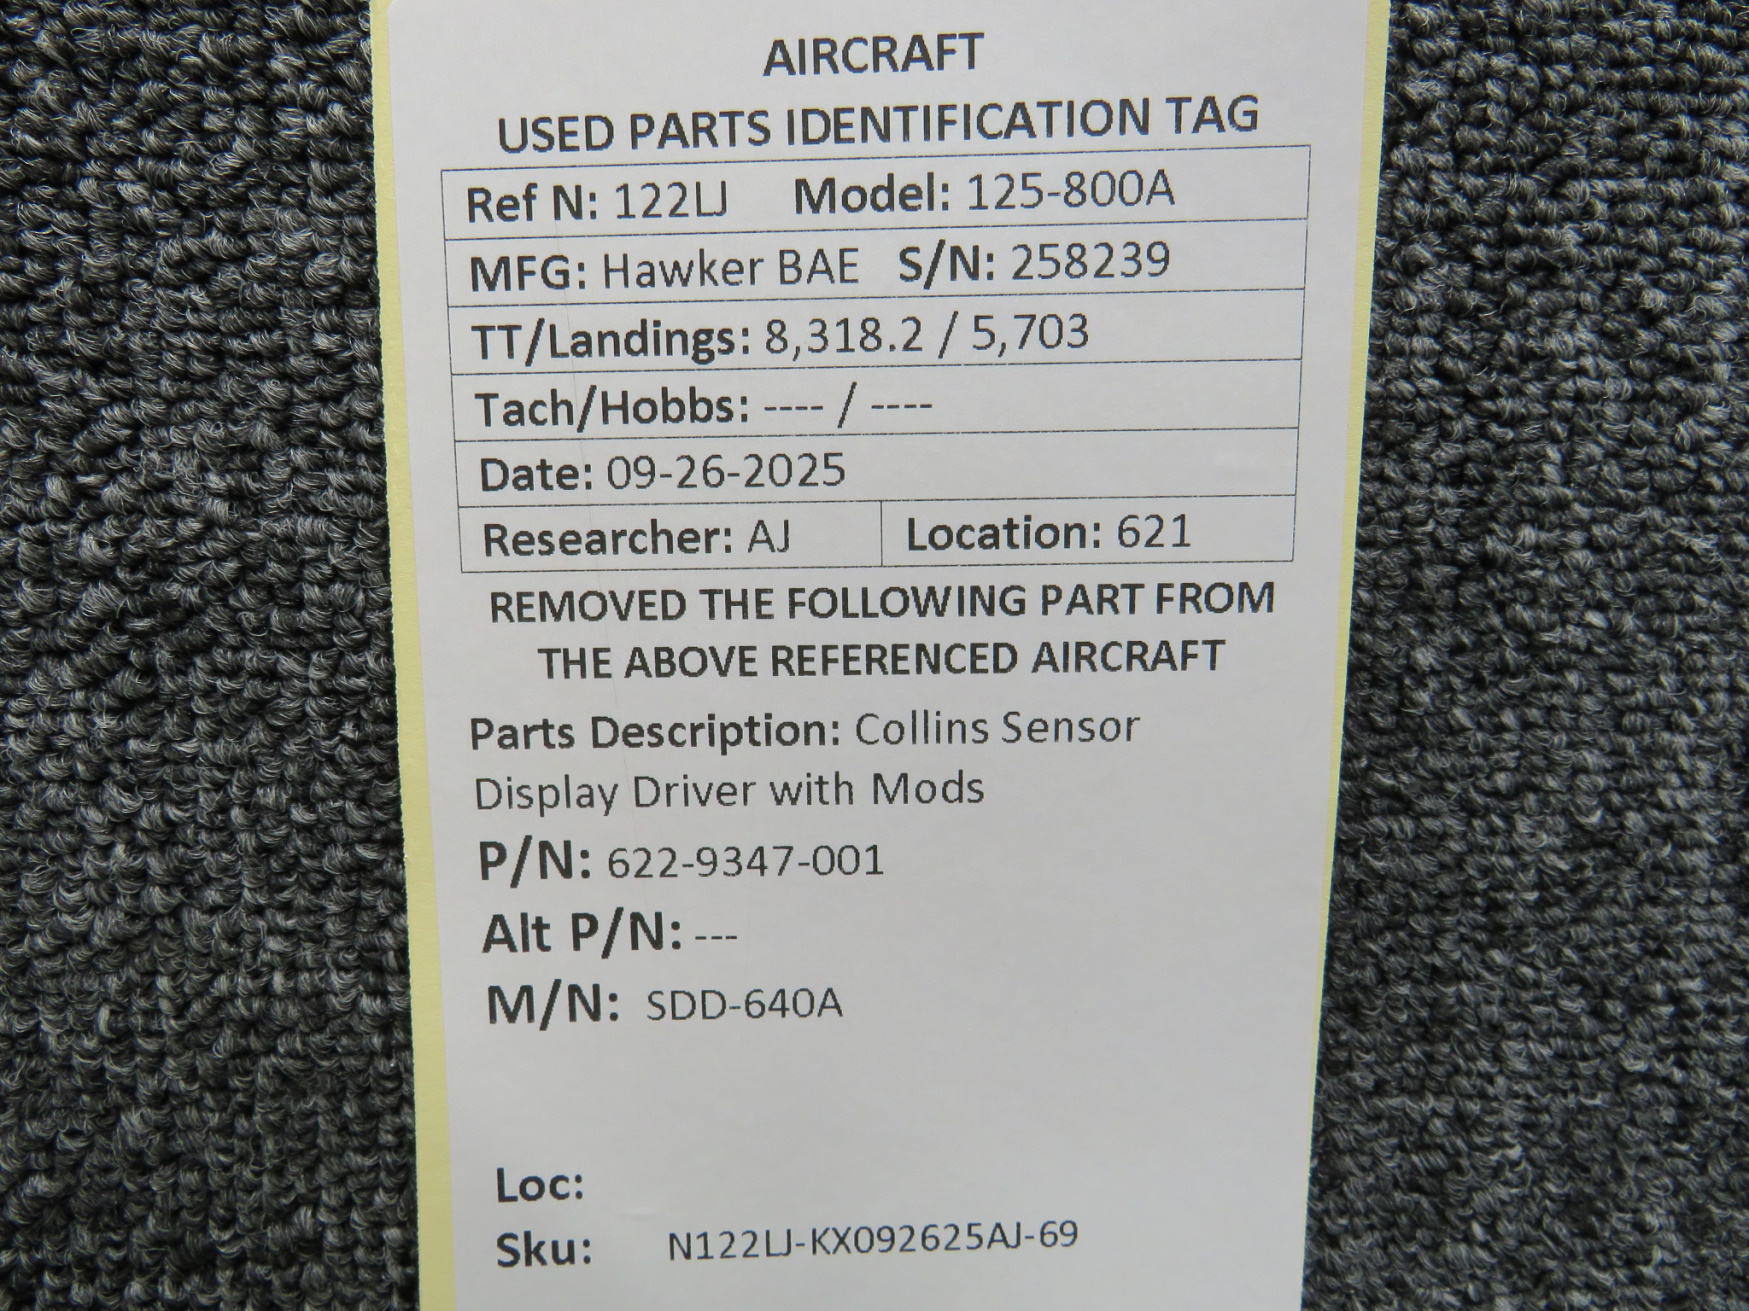 AIRCRAFT
USED PARTS IDENTIFICATION TAG
Ref N: 122LJ Model: 125-800A
MFG: Hawker BAE S/N: 258239
TT/Landings: 8,318.2 / 5,703
Tach/Hobbs: ---- / ----
Date: 09-26-2025
Researcher: AJ Location: 621
REMOVED THE FOLLOWING PART FROM
THE ABOVE REFERENCED AIRCRAFT
Parts Description: Collins Sensor
Display Driver with Mods
P/N: 622-9347-001
Alt P/N: ---
M/N: SDD-640A
Loc:
Sku: N122LJ-KX092625AJ-69